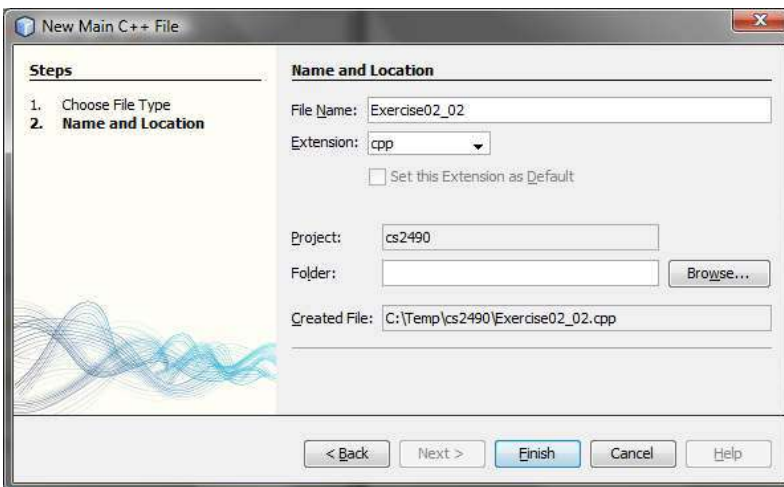 New Main C++ File
Steps
1. Choose File Type
2. Name and Location
Name and Location
File Name: Exercise02_02
Extension: cpp
Set this Extension as Default
Project: cs2490
Folder:
Browse...
Created File: C:\Temp\cs2490\Exercise02_02.cpp
< Back Next > Finish Cancel Help